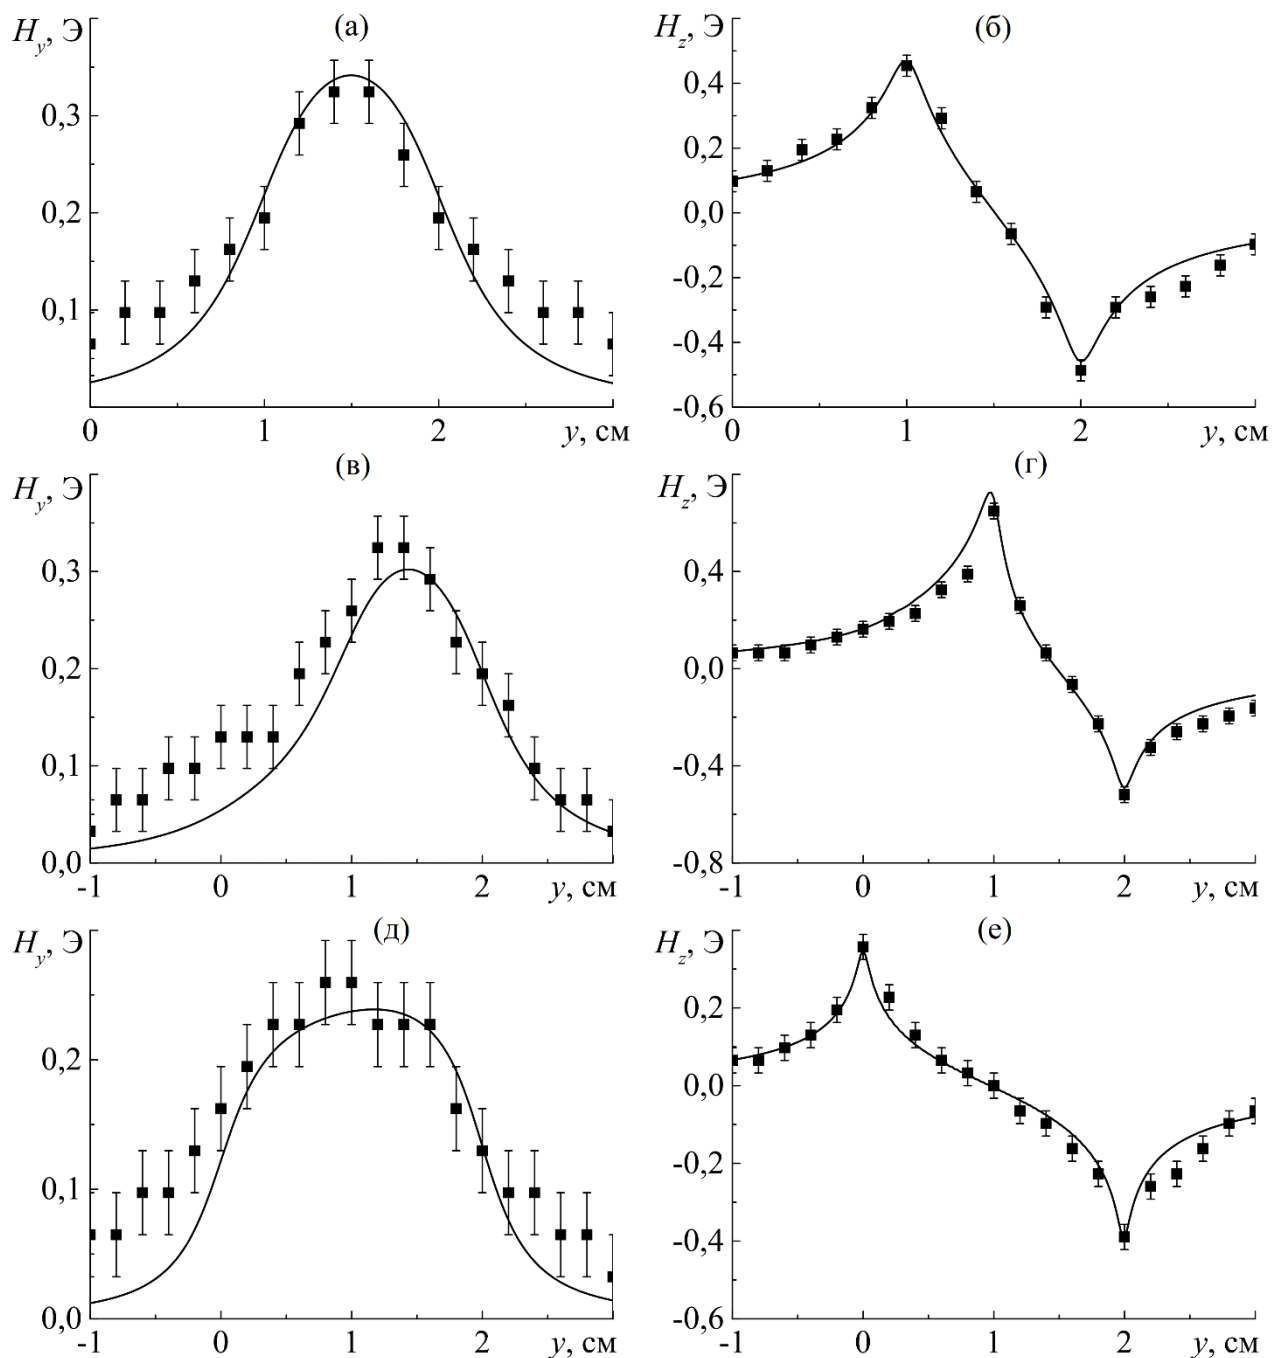 H_y, Э (а)
0,3
0,2
0,1
0 1 2 y, см
H_z, Э (б)
0,4
0,2
0,0
-0,2
-0,4
-0,6
0 1 2 y, см
H_y, Э (в)
0,3
0,2
0,1
0,0
-1 0 1 2 y, см
H_z, Э (г)
0,4
0,0
-0,4
-0,8
-1 0 1 2 y, см
H_y, Э (д)
0,2
0,1
0,0
-1 0 1 2 y, см
H_z, Э (е)
0,2
0,0
-0,2
-0,4
-0,6
-1 0 1 2 y, см